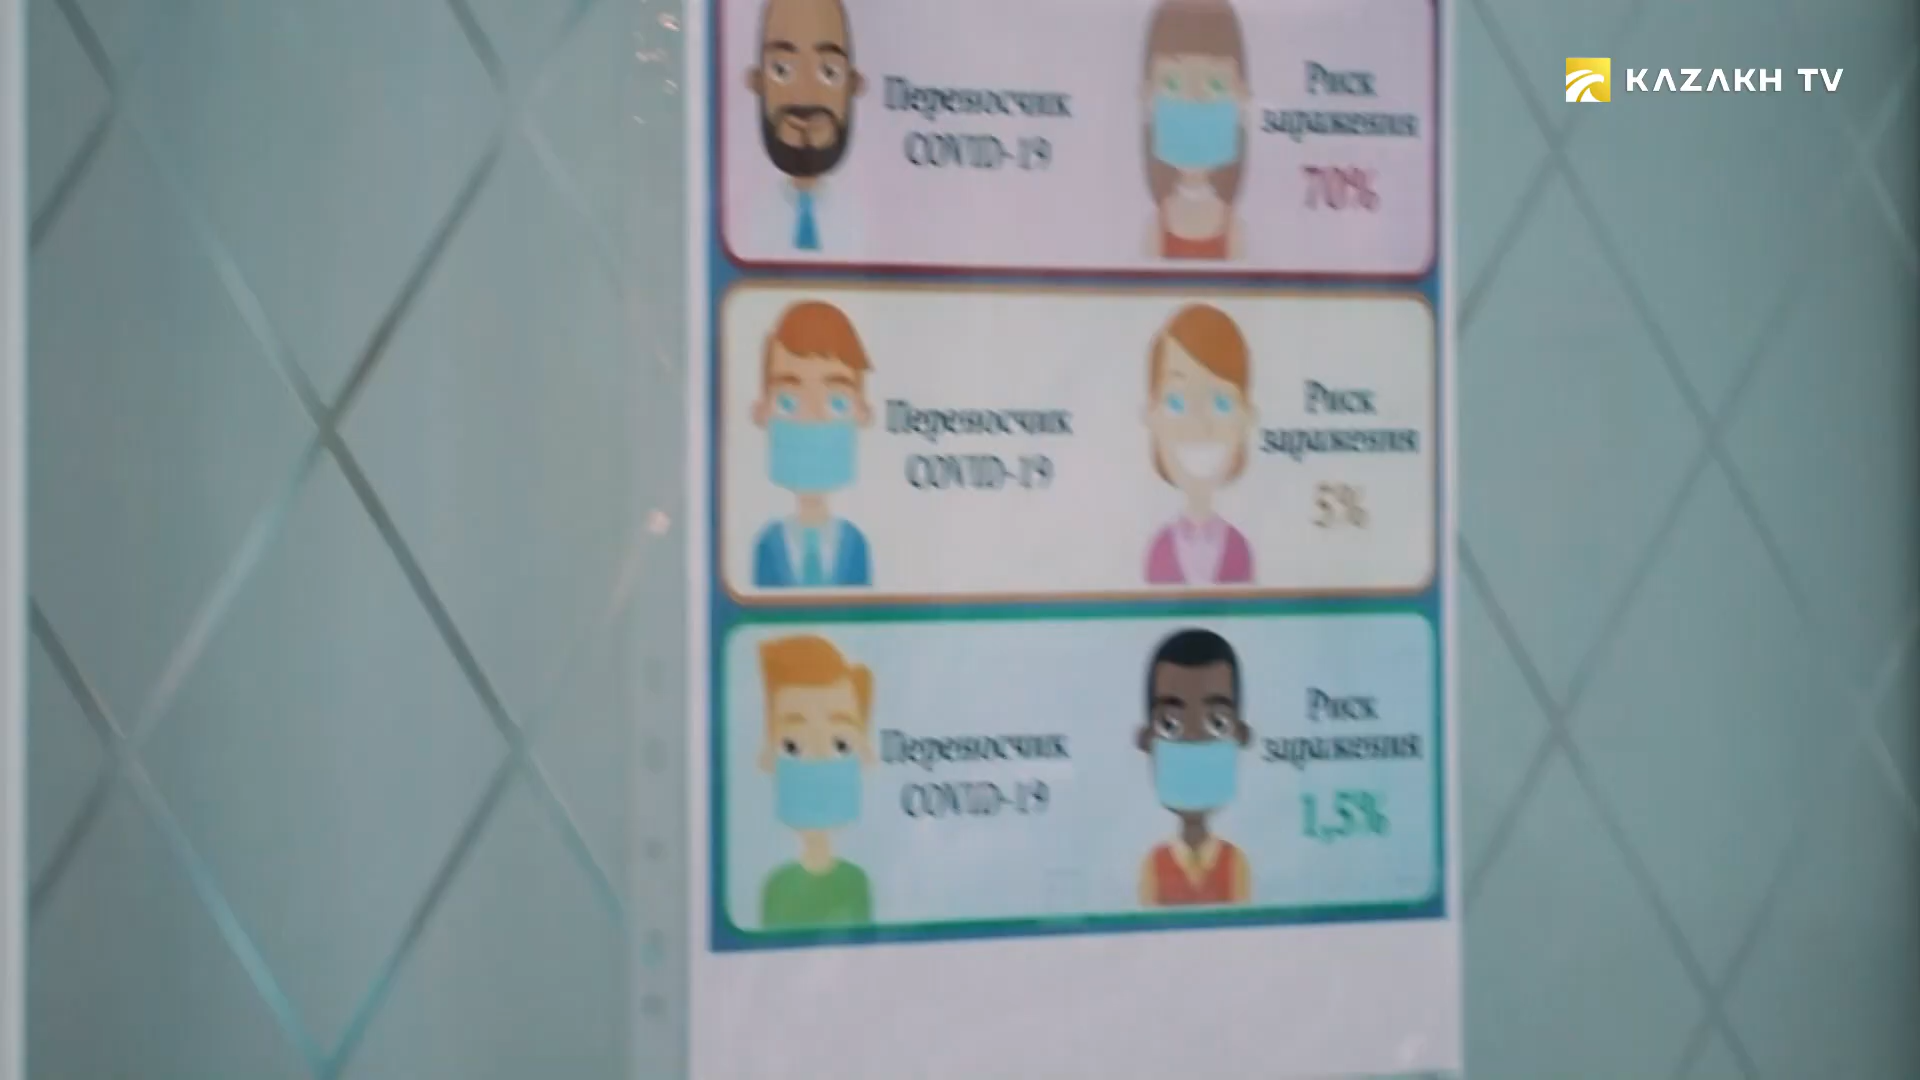 KAZAKH TV
Переносчик
COVID-19
Риск
заражения
70%
Переносчик
COVID-19
Риск
заражения
5%
Переносчик
COVID-19
Риск
заражения
1,5%